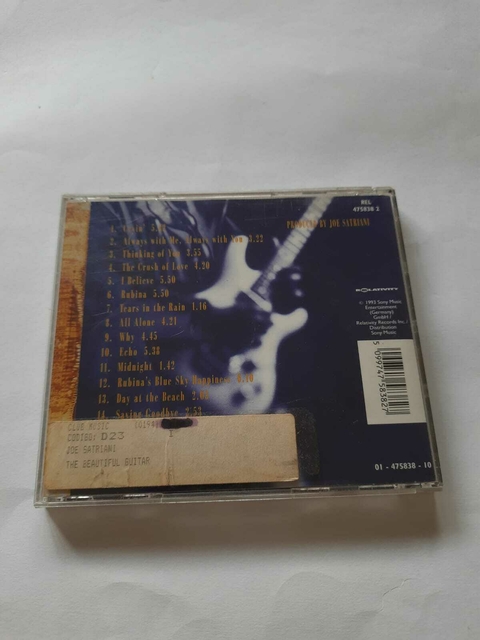 REL
475838 2
PRODUCED BY JOE SATRIANI
1. Cryin'
2. Always with Me, Always with You 3.22
3. Thinking of You 3.55
4. The Crush of Love 4.20
5. I Believe 5.50
6. Rubina 5.50
7. Tears in the Rain 1.16
8. All Alone 4.21
9. Why 4.45
10. Echo 5.38
11. Midnight 1.42
12. Rubina's Blue Sky Happiness
13. Day at the Beach
14. Saying Goodbye 2.53
RELATIVITY
℗ 1993 Sony Music
Entertainment
(Germany)
GmbH /
Relativity Records Inc. /
Distribution
Sony Music
5 099747 583827
01 - 475838 - 10
CLUB MUSIC
CODIGO: D23
JOE SATRIANI
THE BEAUTIFUL GUITAR